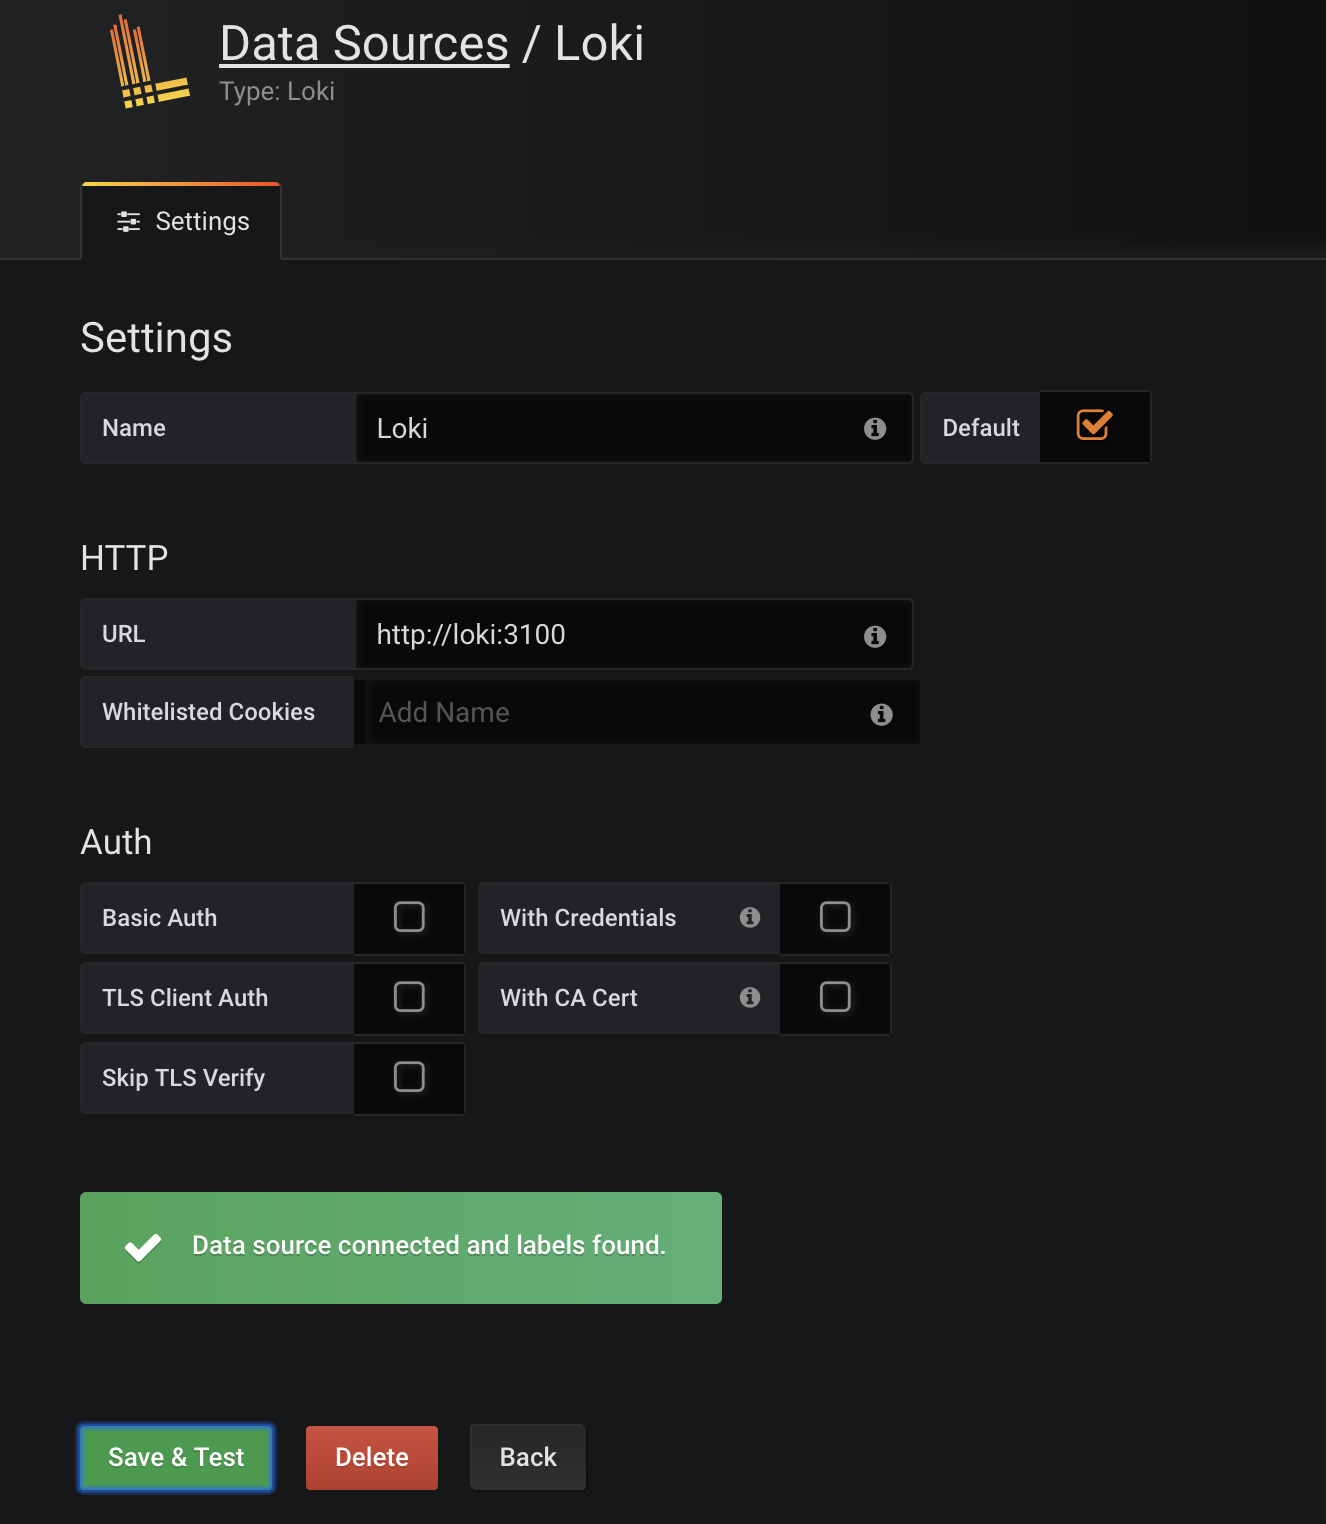 Data Sources / Loki
Type: Loki
Settings
Settings
Name
Loki
Default
HTTP
URL
http://loki:3100
Whitelisted Cookies
Add Name
Auth
Basic Auth
With Credentials
TLS Client Auth
With CA Cert
Skip TLS Verify
Data source connected and labels found.
Save & Test
Delete
Back